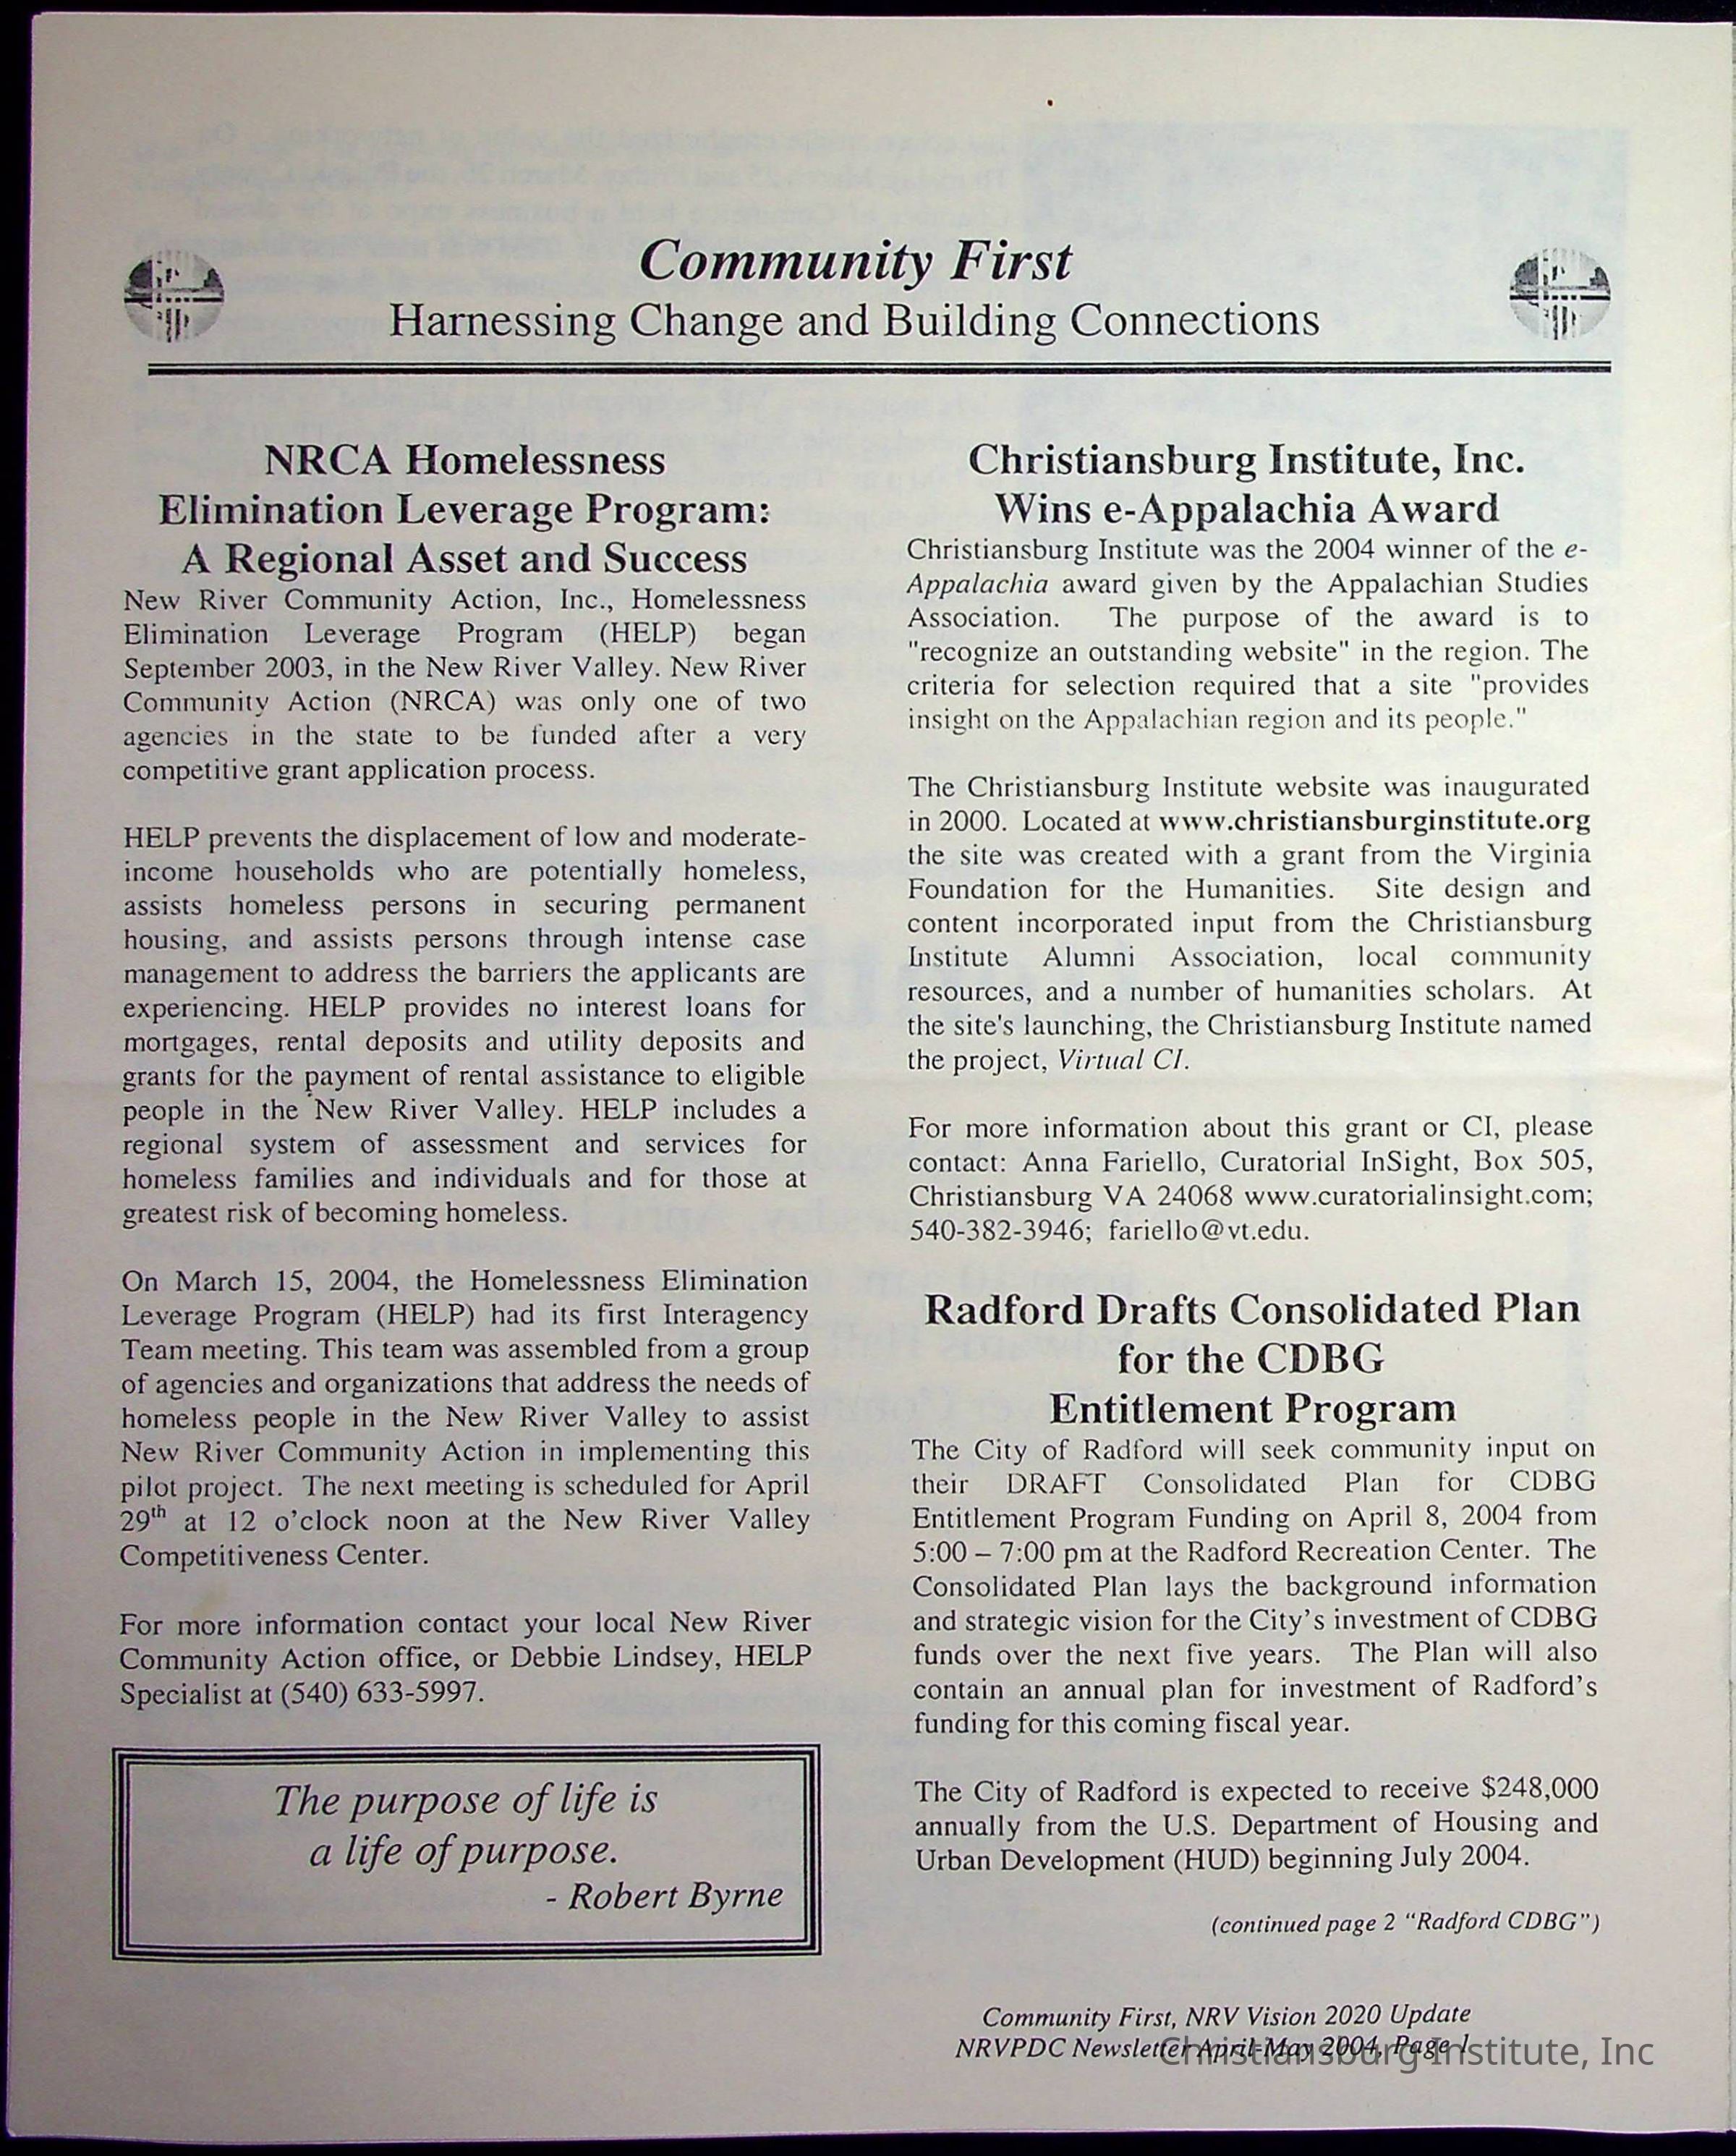 Community First
Harnessing Change and Building Connections
NRCA Homelessness
Elimination Leverage Program:
A Regional Asset and Success
New River Community Action, Inc., Homelessness
Elimination Leverage Program (HELP) began
September 2003, in the New River Valley. New River
Community Action (NRCA) was only one of two
agencies in the state to be funded after a very
competitive grant application process.
HELP prevents the displacement of low and moderate-
income households who are potentially homeless,
assists homeless persons in securing permanent
housing, and assists persons through intense case
management to address the barriers the applicants are
experiencing. HELP provides no interest loans for
mortgages, rental deposits and utility deposits and
grants for the payment of rental assistance to eligible
people in the New River Valley. HELP includes a
regional system of assessment and services for
homeless families and individuals and for those at
greatest risk of becoming homeless.
On March 15, 2004, the Homelessness Elimination
Leverage Program (HELP) had its first Interagency
Team meeting. This team was assembled from a group
of agencies and organizations that address the needs of
homeless people in the New River Valley to assist
New River Community Action in implementing this
pilot project. The next meeting is scheduled for April
29th at 12 o’clock noon at the New River Valley
Competitiveness Center.
For more information contact your local New River
Community Action office, or Debbie Lindsey, HELP
Specialist at (540) 633-5997.
The purpose of life is
a life of purpose.
- Robert Byrne
Christiansburg Institute, Inc.
Wins e-Appalachia Award
Christiansburg Institute was the 2004 winner of the e-
Appalachia award given by the Appalachian Studies
Association. The purpose of the award is to
"recognize an outstanding website" in the region. The
criteria for selection required that a site "provides
insight on the Appalachian region and its people."
The Christiansburg Institute website was inaugurated
in 2000. Located at www.christiansburginstitute.org
the site was created with a grant from the Virginia
Foundation for the Humanities. Site design and
content incorporated input from the Christiansburg
Institute Alumni Association, local community
resources, and a number of humanities scholars. At
the site's launching, the Christiansburg Institute named
the project, Virtual CI.
For more information about this grant or CI, please
contact: Anna Fariello, Curatorial InSight, Box 505,
Christiansburg VA 24068 www.curatorialinsight.com;
540-382-3946; fariello@vt.edu.
Radford Drafts Consolidated Plan
for the CDBG
Entitlement Program
The City of Radford will seek community input on
their DRAFT Consolidated Plan for CDBG
Entitlement Program Funding on April 8, 2004 from
5:00 – 7:00 pm at the Radford Recreation Center. The
Consolidated Plan lays the background information
and strategic vision for the City’s investment of CDBG
funds over the next five years. The Plan will also
contain an annual plan for investment of Radford’s
funding for this coming fiscal year.
The City of Radford is expected to receive $248,000
annually from the U.S. Department of Housing and
Urban Development (HUD) beginning July 2004.
(continued page 2 “Radford CDBG”)
Community First, NRV Vision 2020 Update
NRVPDC Newsletter April-May 2004, Page 1
Christiansburg Institute, Inc